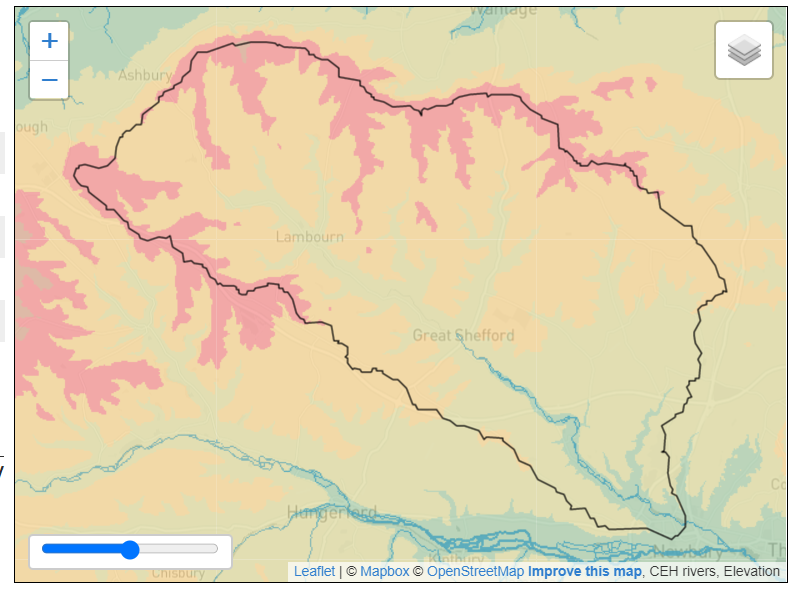 Wantage
+
Ashbury
−
ough
Lambourn
Great Shefford
y
Hungerford
Co
Kintbury
Newbury
Th
Chisbury
Leaflet | © Mapbox © OpenStreetMap Improve this map, CEH rivers, Elevation